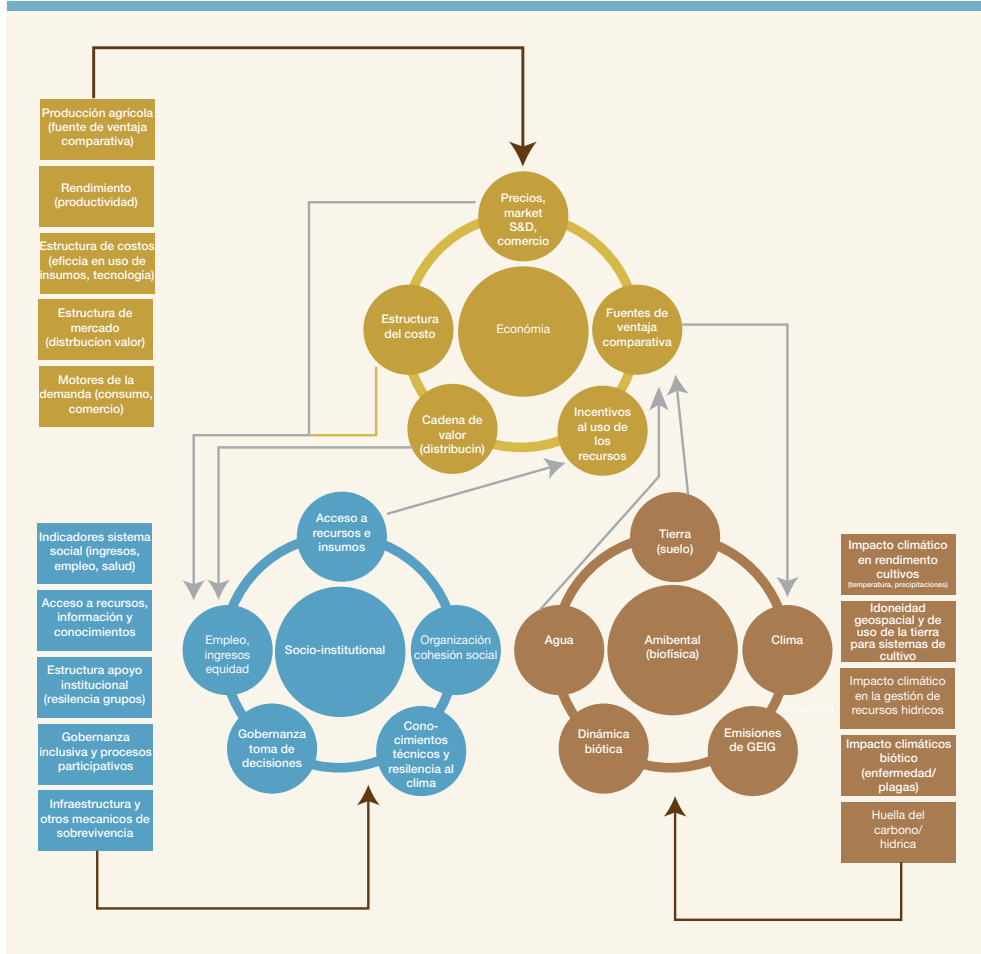 Producción agrícola
(fuente de ventaja
comparativa)
Rendimiento
(productividad)
Estructura de costos
(eficcia en uso de
insumos, tecnologia)
Estructura de
mercado
(distrbucíon valor)
Motores de la
demanda (consumo,
comercio)
Precios,
market
S&D,
comercio
Estructura
del costo
Económia
Fuentes de
ventaja
comparativa
Cadena de
valor
(distribucin)
Incentivos
al uso de
los
recursos
Indicadores sistema
social (ingresos,
empleo, salud)
Acceso a recursos,
información y
conocimientos
Estructura apoyo
institucional
(resilencia grupos)
Gobernanza
inclusiva y procesos
participativos
Infraestructura y
otros mecanicos de
sobrevivencia
Acceso a
recursos e
insumos
Empleo,
ingresos
equidad
Socio-institutional
Organización
cohesión social
Gobernanza
toma de
decisiones
Cono-
cimientos
técnicos y
resilencia al
clima
Tierra
(suelo)
Agua
Amibental
(biofísica)
Clima
Dinámica
biótica
Emisiones
de GEIG
Ganadería
Impacto climático
en rendimento
cultivos
(temperatura, precipitaciones)
Idoneidad
geospacial y de
uso de la tierra
para sistemas de
cultivo
Impacto climático
en la gestión de
recursos hidricos
Impacto climáticos
biótico
(enfermedad/
plagas)
Huella del
carbono/
hidrica